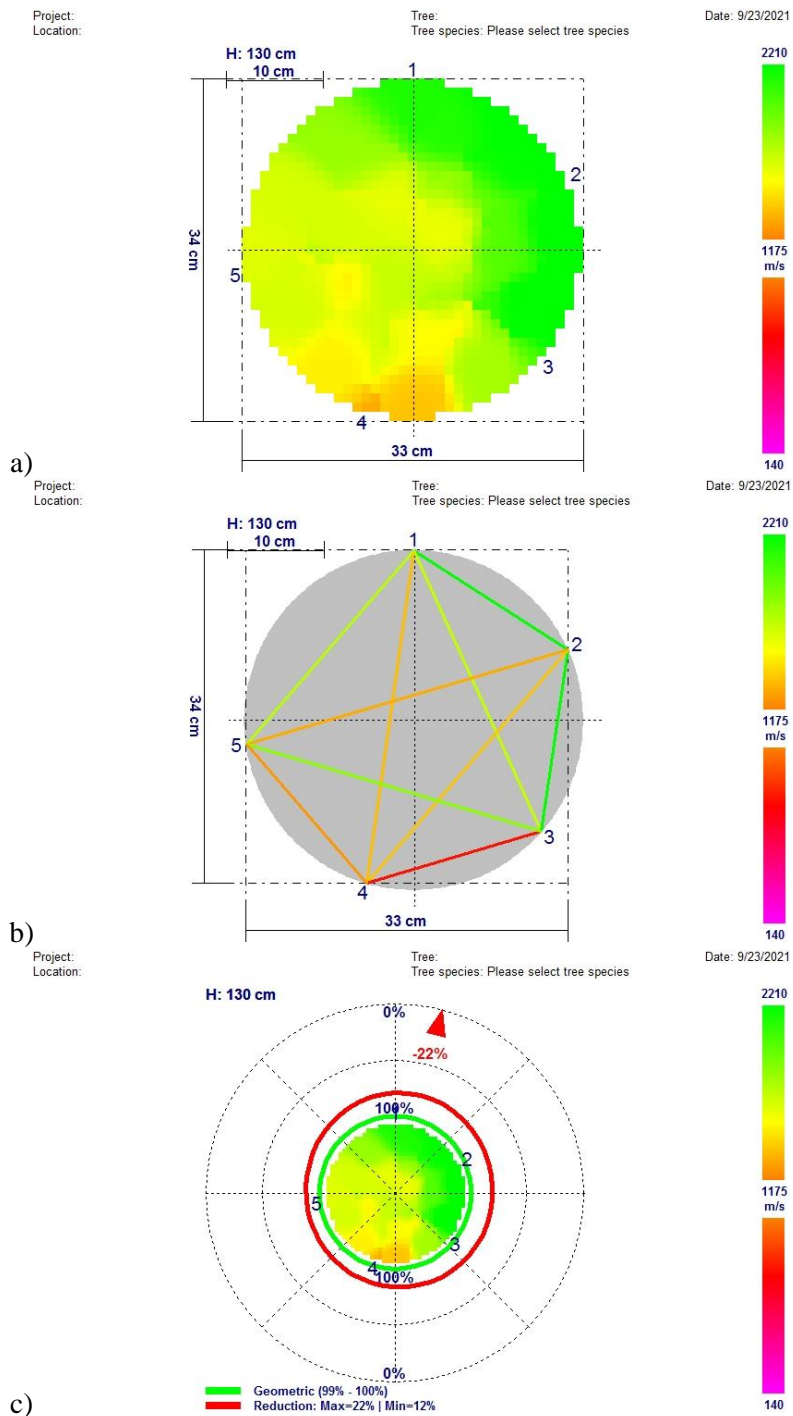 Project: Tree: Date: 9/23/2021
Location: Tree species: Please select tree species
H: 130 cm
10 cm
2210
1
2
34 cm
1175
m/s
5
3
4
33 cm
140
a)
Project: Tree: Date: 9/23/2021
Location: Tree species: Please select tree species
H: 130 cm
10 cm
2210
1
2
34 cm
1175
m/s
5
3
4
33 cm
140
b)
Project: Tree: Date: 9/23/2021
Location: Tree species: Please select tree species
H: 130 cm
2210
0%
-22%
100%
1
2
1175
m/s
5
3
4
100%
0%
Geometric (99% - 100%)
Reduction: Max=22% | Min=12%
140
c)